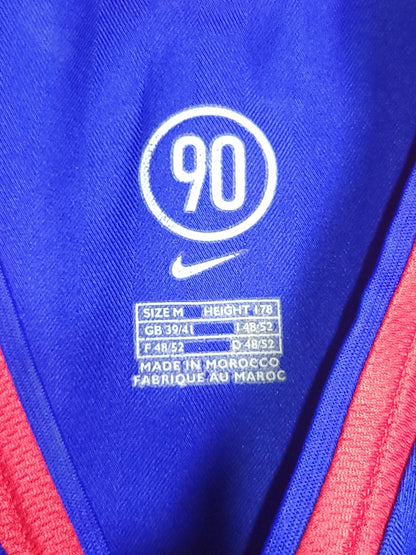 90
SIZE M HEIGHT 178
GB 39/41 I 48/52
F 48/52 D 48/52
MADE IN MOROCCO
FABRIQUE AU MAROC